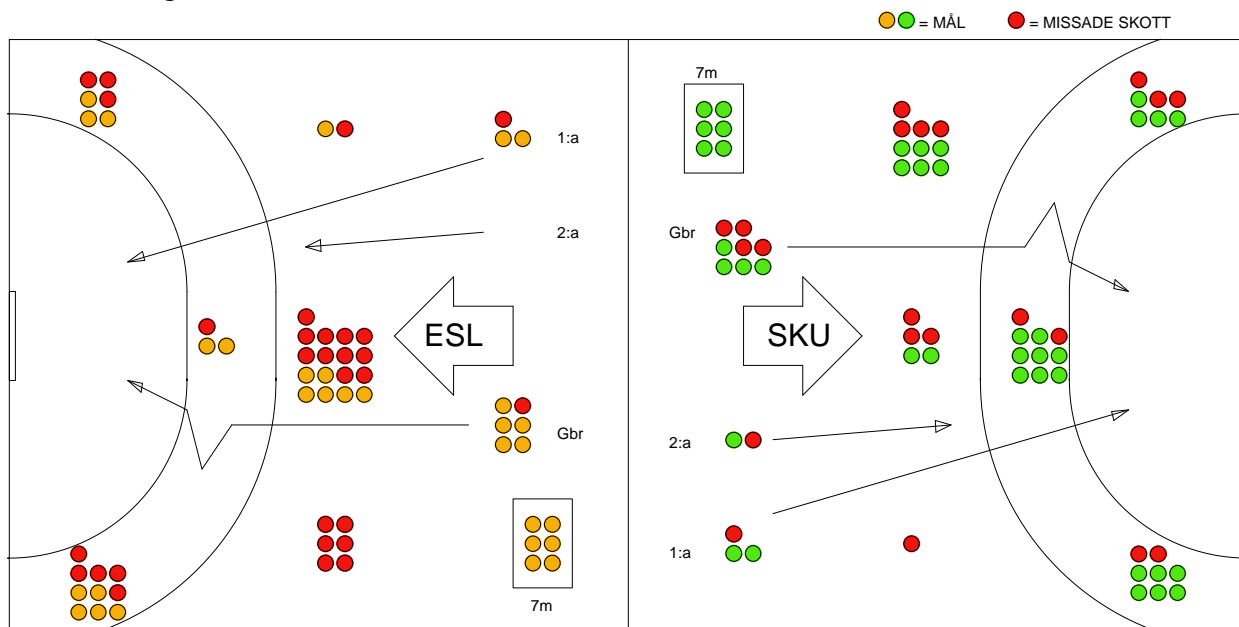 = MÅL = MISSADE SKOTT
7m
1:a
2:a
Gbr
ESL
SKU
Gbr
2:a
1:a
7m